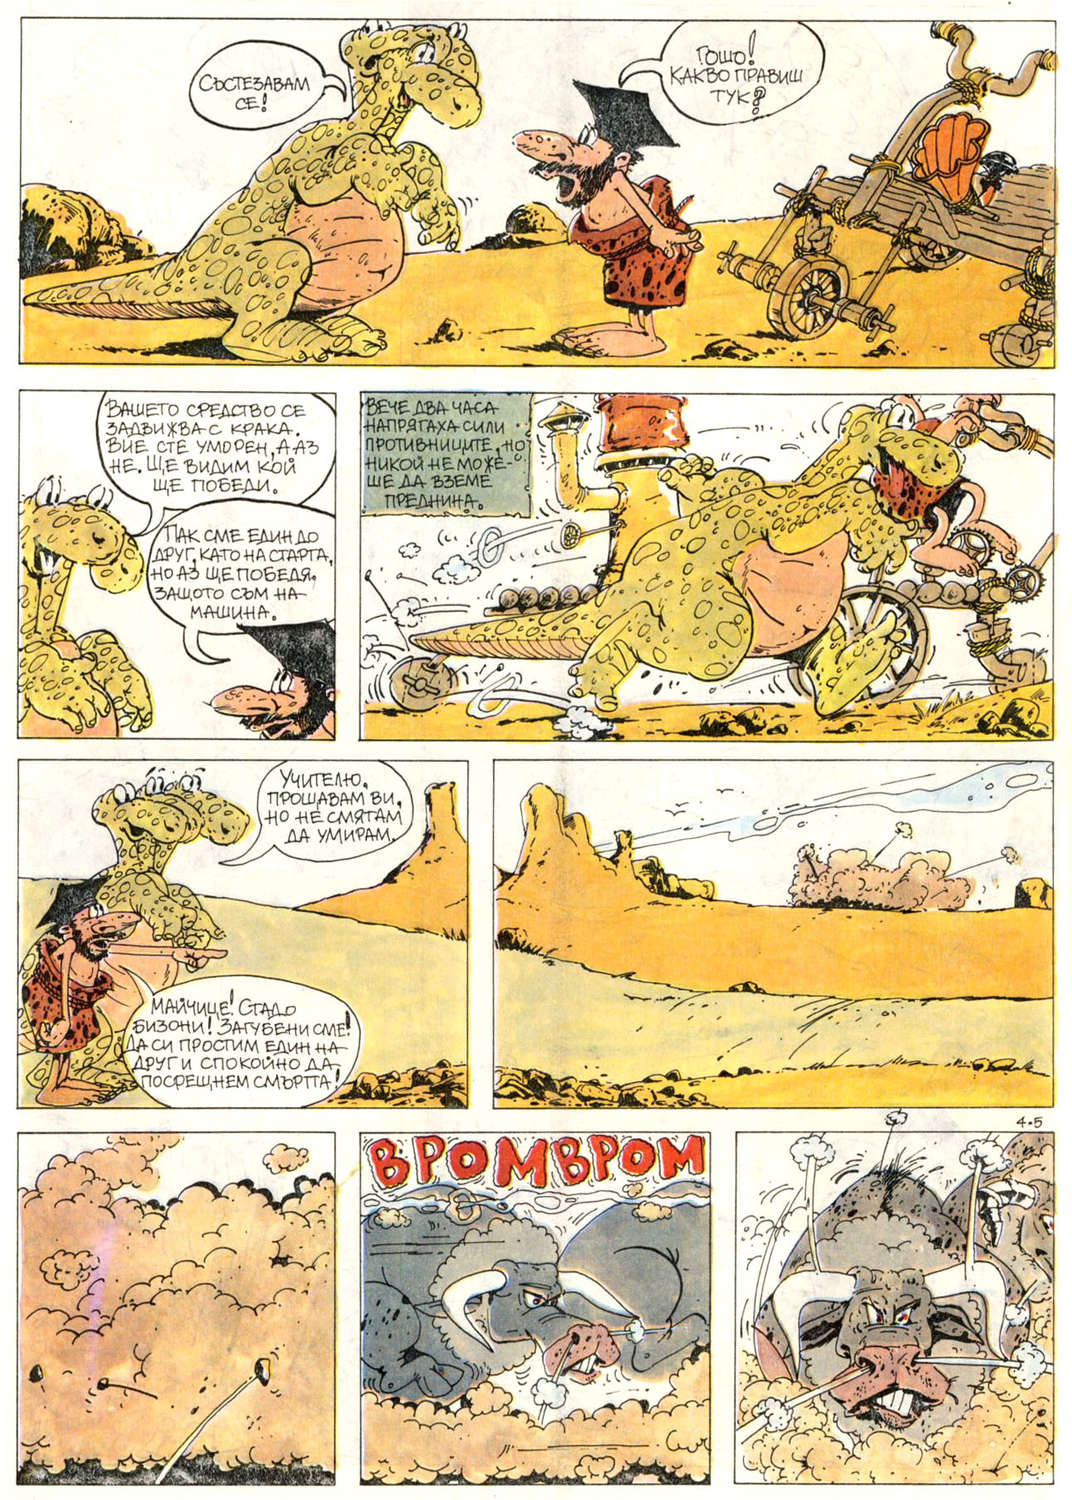 СЪСТЕЗАВАМ
СЕ!
ГОШО!
КАКВО ПРАВИШ
ТУК?
ВАШЕТО СРЕДСТВО СЕ
ЗАДВИЖВА С КРАКА.
ВИЕ СТЕ УМОРЕН, А АЗ
НЕ. ЩЕ ВИДИМ КОЙ
ЩЕ ПОБЕДИ.
ПАК СМЕ ЕДИН ДО
ДРУГ, КАТО НА СТАРТА,
НО АЗ ЩЕ ПОБЕДЯ,
ЗАЩОТО СЪМ НА
МАШИНА.
ВЕЧЕ ДВА ЧАСА
НАПРЯГАХА СИЛИ
ПРОТИВНИЦИТЕ, НО
НИКОЙ НЕ МОЖЕ-
ШЕ ДА ВЗЕМЕ
ПРЕДНИНА.
УЧИТЕЛЮ,
ПРОЩАВАМ ВИ,
НО НЕ СМЯТАМ
ДА УМИРАМ.
МАЙЧИЦЕ! СТАДО
БИЗОНИ! ЗАГУБЕНИ СМЕ!
ДА СИ ПРОСТИМ ЕДИН НА
ДРУГ И СПОКОЙНО ДА
ПОСРЕЩНЕМ СМЪРТТА!
4•5
ВРОМВРОМ